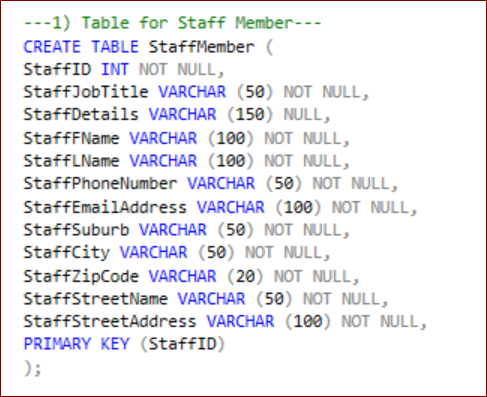 ---1) Table for Staff Member---
CREATE TABLE StaffMember (
StaffID INT NOT NULL,
StaffJobTitle VARCHAR (50) NOT NULL,
StaffDetails VARCHAR (150) NULL,
StaffFName VARCHAR (100) NOT NULL,
StaffLName VARCHAR (100) NOT NULL,
StaffPhoneNumber VARCHAR (50) NOT NULL,
StaffEmailAddress VARCHAR (100) NOT NULL,
StaffSuburb VARCHAR (50) NOT NULL,
StaffCity VARCHAR (50) NOT NULL,
StaffZipCode VARCHAR (20) NOT NULL,
StaffStreetName VARCHAR (50) NOT NULL,
StaffStreetAddress VARCHAR (100) NOT NULL,
PRIMARY KEY (StaffID)
);